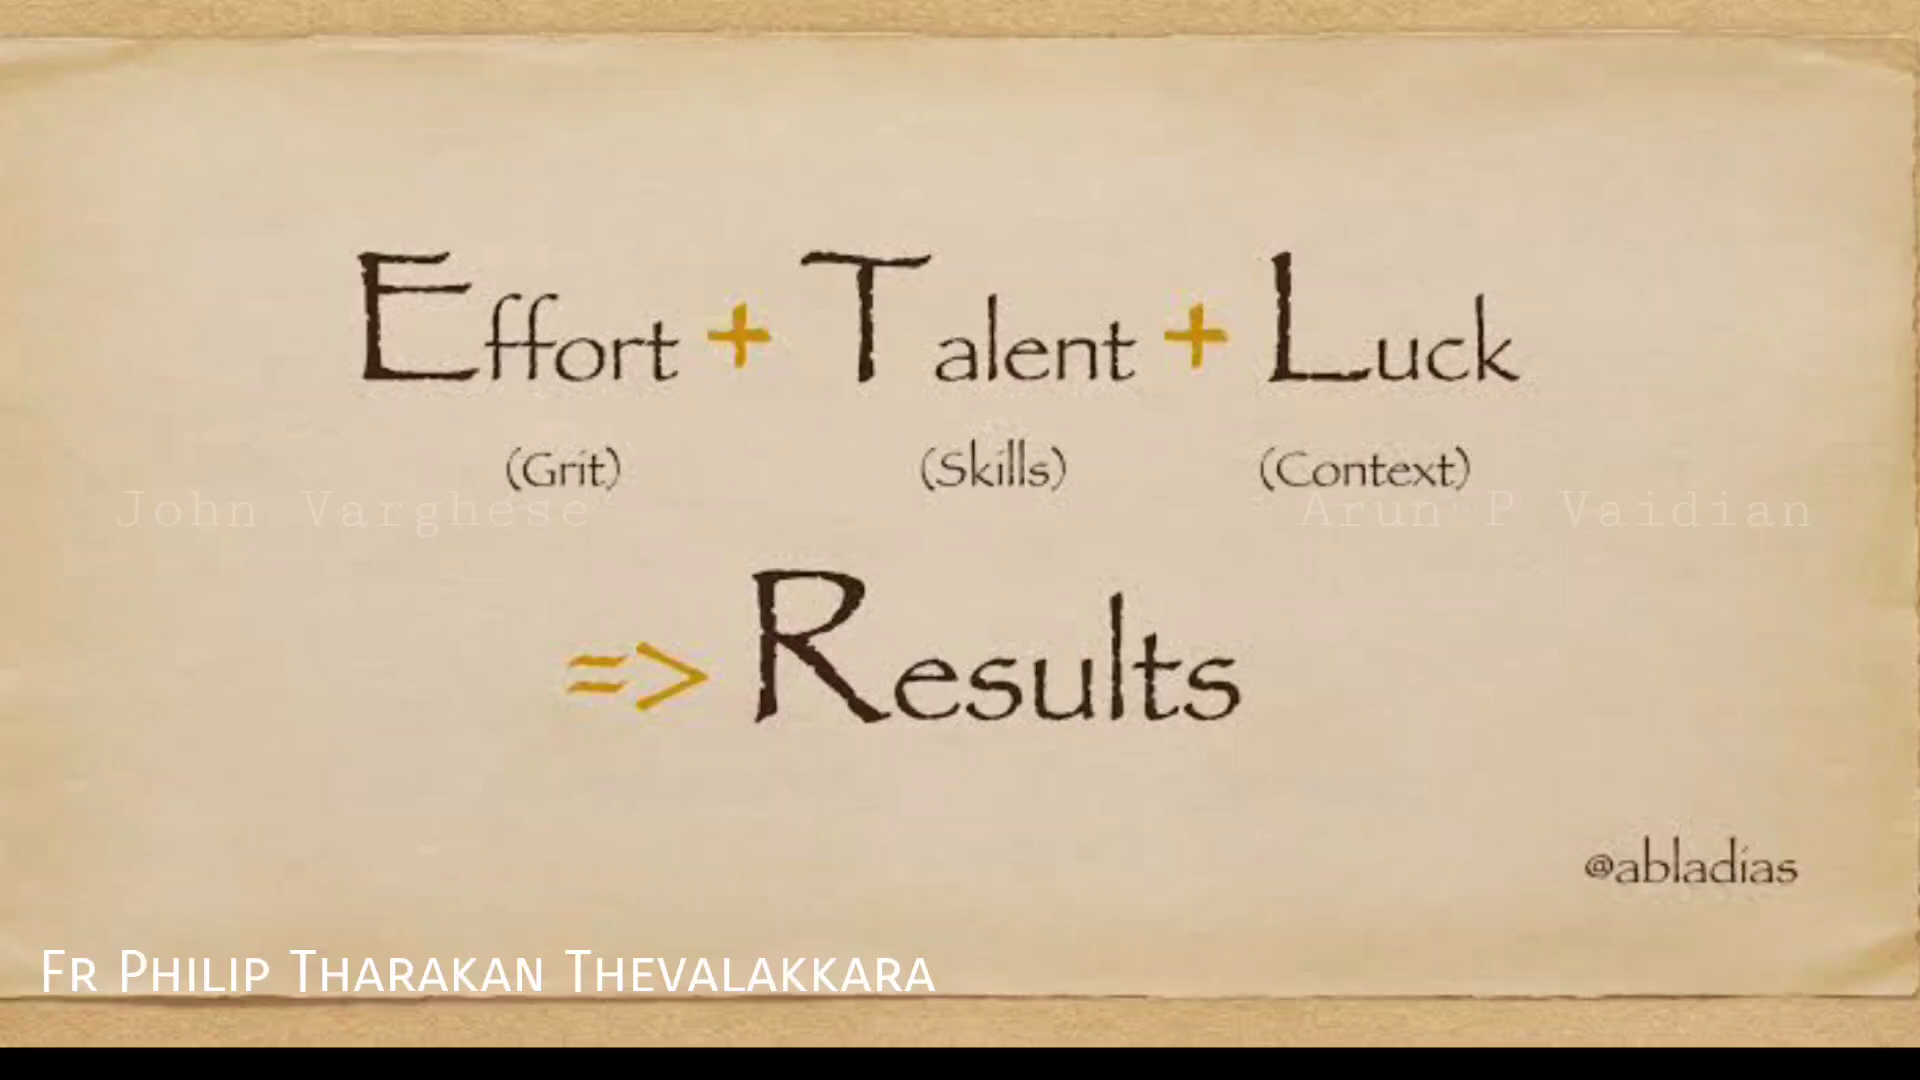 Effort + Talent + Luck
(Grit) (Skills) (Context)
John Varghese Arun P Vaidian
=> Results
@abladias
Fr Philip Tharakan Thevalakkara